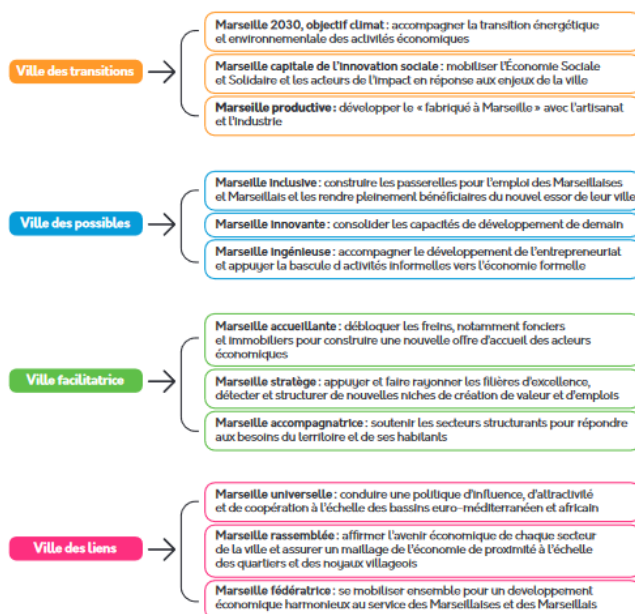 Marseille 2030, objectif climat : accompagner la transition énergétique
et environnementale des activités économiques
Ville des transitions
Marseille capitale de l'innovation sociale : mobiliser l'Économie Sociale
et Solidaire et les acteurs de l'impact en réponse aux enjeux de la ville
Marseille productive : développer le « fabriqué à Marseille » avec l'artisanat
et l'industrie
Marseille inclusive : construire les passerelles pour l'emploi des Marseillaises
et Marseillais et les rendre pleinement bénéficiaires du nouvel essor de leur ville
Ville des possibles
Marseille innovante : consolider les capacités de développement de demain
Marseille ingénieuse : accompagner le développement de l'entrepreneuriat
et appuyer la bascule d activités informelles vers l'économie formelle
Marseille accueillante : débloquer les freins, notamment fonciers
et immobiliers pour construire une nouvelle offre d'accueil des acteurs
économiques
Ville facilitatrice
Marseille stratège : appuyer et faire rayonner les filières d'excellence,
détecter et structurer de nouvelles niches de création de valeur et d'emplois
Marseille accompagnatrice : soutenir les secteurs structurants pour répondre
aux besoins du territoire et de ses habitants
Marseille universelle : conduire une politique d'influence, d'attractivité
et de coopération à l'échelle des bassins euro-méditerranéen et africain
Ville des liens
Marseille rassemblée : affirmer l'avenir économique de chaque secteur
de la ville et assurer un maillage de l'économie de proximité à l'échelle
des quartiers et des noyaux villageois
Marseille fédératrice : se mobiliser ensemble pour un developpement
économique harmonieux au service des Marseillaises et des Marseillais